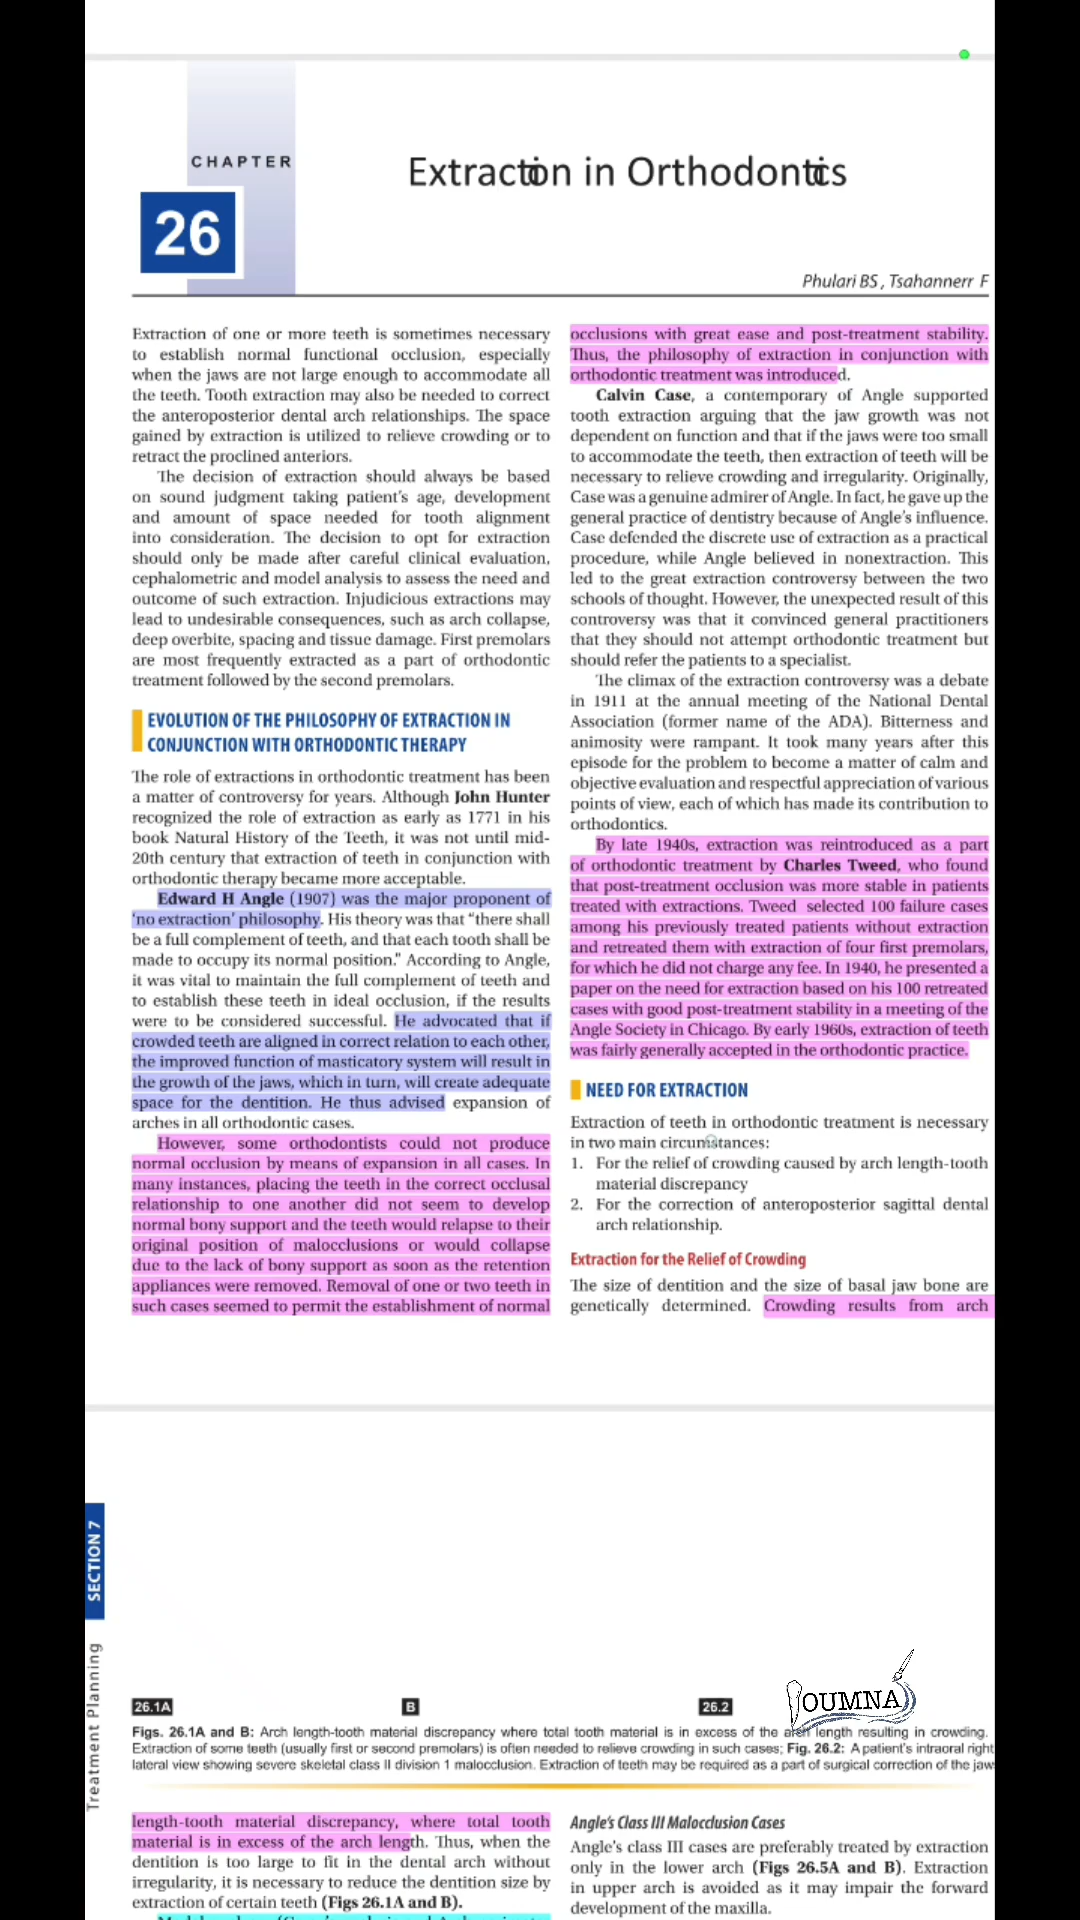 CHAPTER
26
Extraction in Orthodontics
Phulari BS, Tsahannerr F
Extraction of one or more teeth is sometimes necessary
to establish normal functional occlusion, especially
when the jaws are not large enough to accommodate all
the teeth. Tooth extraction may also be needed to correct
the anteroposterior dental arch relationships. The space
gained by extraction is utilized to relieve crowding or to
retract the proclined anteriors.
The decision of extraction should always be based
on sound judgment taking patient's age, development
and amount of space needed for tooth alignment
into consideration. The decision to opt for extraction
should only be made after careful clinical evaluation,
cephalometric and model analysis to assess the need and
outcome of such extraction. Injudicious extractions may
lead to undesirable consequences, such as arch collapse,
deep overbite, spacing and tissue damage. First premolars
are most frequently extracted as a part of orthodontic
treatment followed by the second premolars.
EVOLUTION OF THE PHILOSOPHY OF EXTRACTION IN
CONJUNCTION WITH ORTHODONTIC THERAPY
The role of extractions in orthodontic treatment has been
a matter of controversy for years. Although John Hunter
recognized the role of extraction as early as 1771 in his
book Natural History of the Teeth, it was not until mid-
20th century that extraction of teeth in conjunction with
orthodontic therapy became more acceptable.
Edward H Angle (1907) was the major proponent of
'no extraction' philosophy. His theory was that "there shall
be a full complement of teeth, and that each tooth shall be
made to occupy its normal position." According to Angle,
it was vital to maintain the full complement of teeth and
to establish these teeth in ideal occlusion, if the results
were to be considered successful. He advocated that if
crowded teeth are aligned in correct relation to each other,
the improved function of masticatory system will result in
the growth of the jaws, which in turn, will create adequate
space for the dentition. He thus advised expansion of
arches in all orthodontic cases.
However, some orthodontists could not produce
normal occlusion by means of expansion in all cases. In
many instances, placing the teeth in the correct occlusal
relationship to one another did not seem to develop
normal bony support and the teeth would relapse to their
original position of malocclusions or would collapse
due to the lack of bony support as soon as the retention
appliances were removed. Removal of one or two teeth in
such cases seemed to permit the establishment of normal
occlusions with great ease and post-treatment stability.
Thus, the philosophy of extraction in conjunction with
orthodontic treatment was introduced.
Calvin Case, a contemporary of Angle supported
tooth extraction arguing that the jaw growth was not
dependent on function and that if the jaws were too small
to accommodate the teeth, then extraction of teeth will be
necessary to relieve crowding and irregularity. Originally,
Case was a genuine admirer of Angle. In fact, he gave up the
general practice of dentistry because of Angle's influence.
Case defended the discrete use of extraction as a practical
procedure, while Angle believed in nonextraction. This
led to the great extraction controversy between the two
schools of thought. However, the unexpected result of this
controversy was that it convinced general practitioners
that they should not attempt orthodontic treatment but
should refer the patients to a specialist.
The climax of the extraction controversy was a debate
in 1911 at the annual meeting of the National Dental
Association (former name of the ADA). Bitterness and
animosity were rampant. It took many years after this
episode for the problem to become a matter of calm and
objective evaluation and respectful appreciation of various
points of view, each of which has made its contribution to
orthodontics.
By late 1940s, extraction was reintroduced as a part
of orthodontic treatment by Charles Tweed, who found
that post-treatment occlusion was more stable in patients
treated with extractions. Tweed selected 100 failure cases
among his previously treated patients without extraction
and retreated them with extraction of four first premolars,
for which he did not charge any fee. In 1940, he presented a
paper on the need for extraction based on his 100 retreated
cases with good post-treatment stability in a meeting of the
Angle Society in Chicago. By early 1960s, extraction of teeth
was fairly generally accepted in the orthodontic practice.
NEED FOR EXTRACTION
Extraction of teeth in orthodontic treatment is necessary
in two main circumstances:
1. For the relief of crowding caused by arch length-tooth
material discrepancy
2. For the correction of anteroposterior sagittal dental
arch relationship.
Extraction for the Relief of Crowding
The size of dentition and the size of basal jaw bone are
genetically determined. Crowding results from arch
SECTION 7
Treatment Planning
26.1A
B
26.2
JOUMNA
Figs. 26.1A and B: Arch length-tooth material discrepancy where total tooth material is in excess of the arch length resulting in crowding.
Extraction of some teeth (usually first or second premolars) is often needed to relieve crowding in such cases; Fig. 26.2: A patient's intraoral right
lateral view showing severe skeletal class II division 1 malocclusion. Extraction of teeth may be required as a part of surgical correction of the jaw
length-tooth material discrepancy, where total tooth
material is in excess of the arch length. Thus, when the
dentition is too large to fit in the dental arch without
irregularity, it is necessary to reduce the dentition size by
extraction of certain teeth (Figs 26.1A and B).
Angle's Class III Malocclusion Cases
Angle's class III cases are preferably treated by extraction
only in the lower arch (Figs 26.5A and B). Extraction
in upper arch is avoided as it may impair the forward
development of the maxilla.